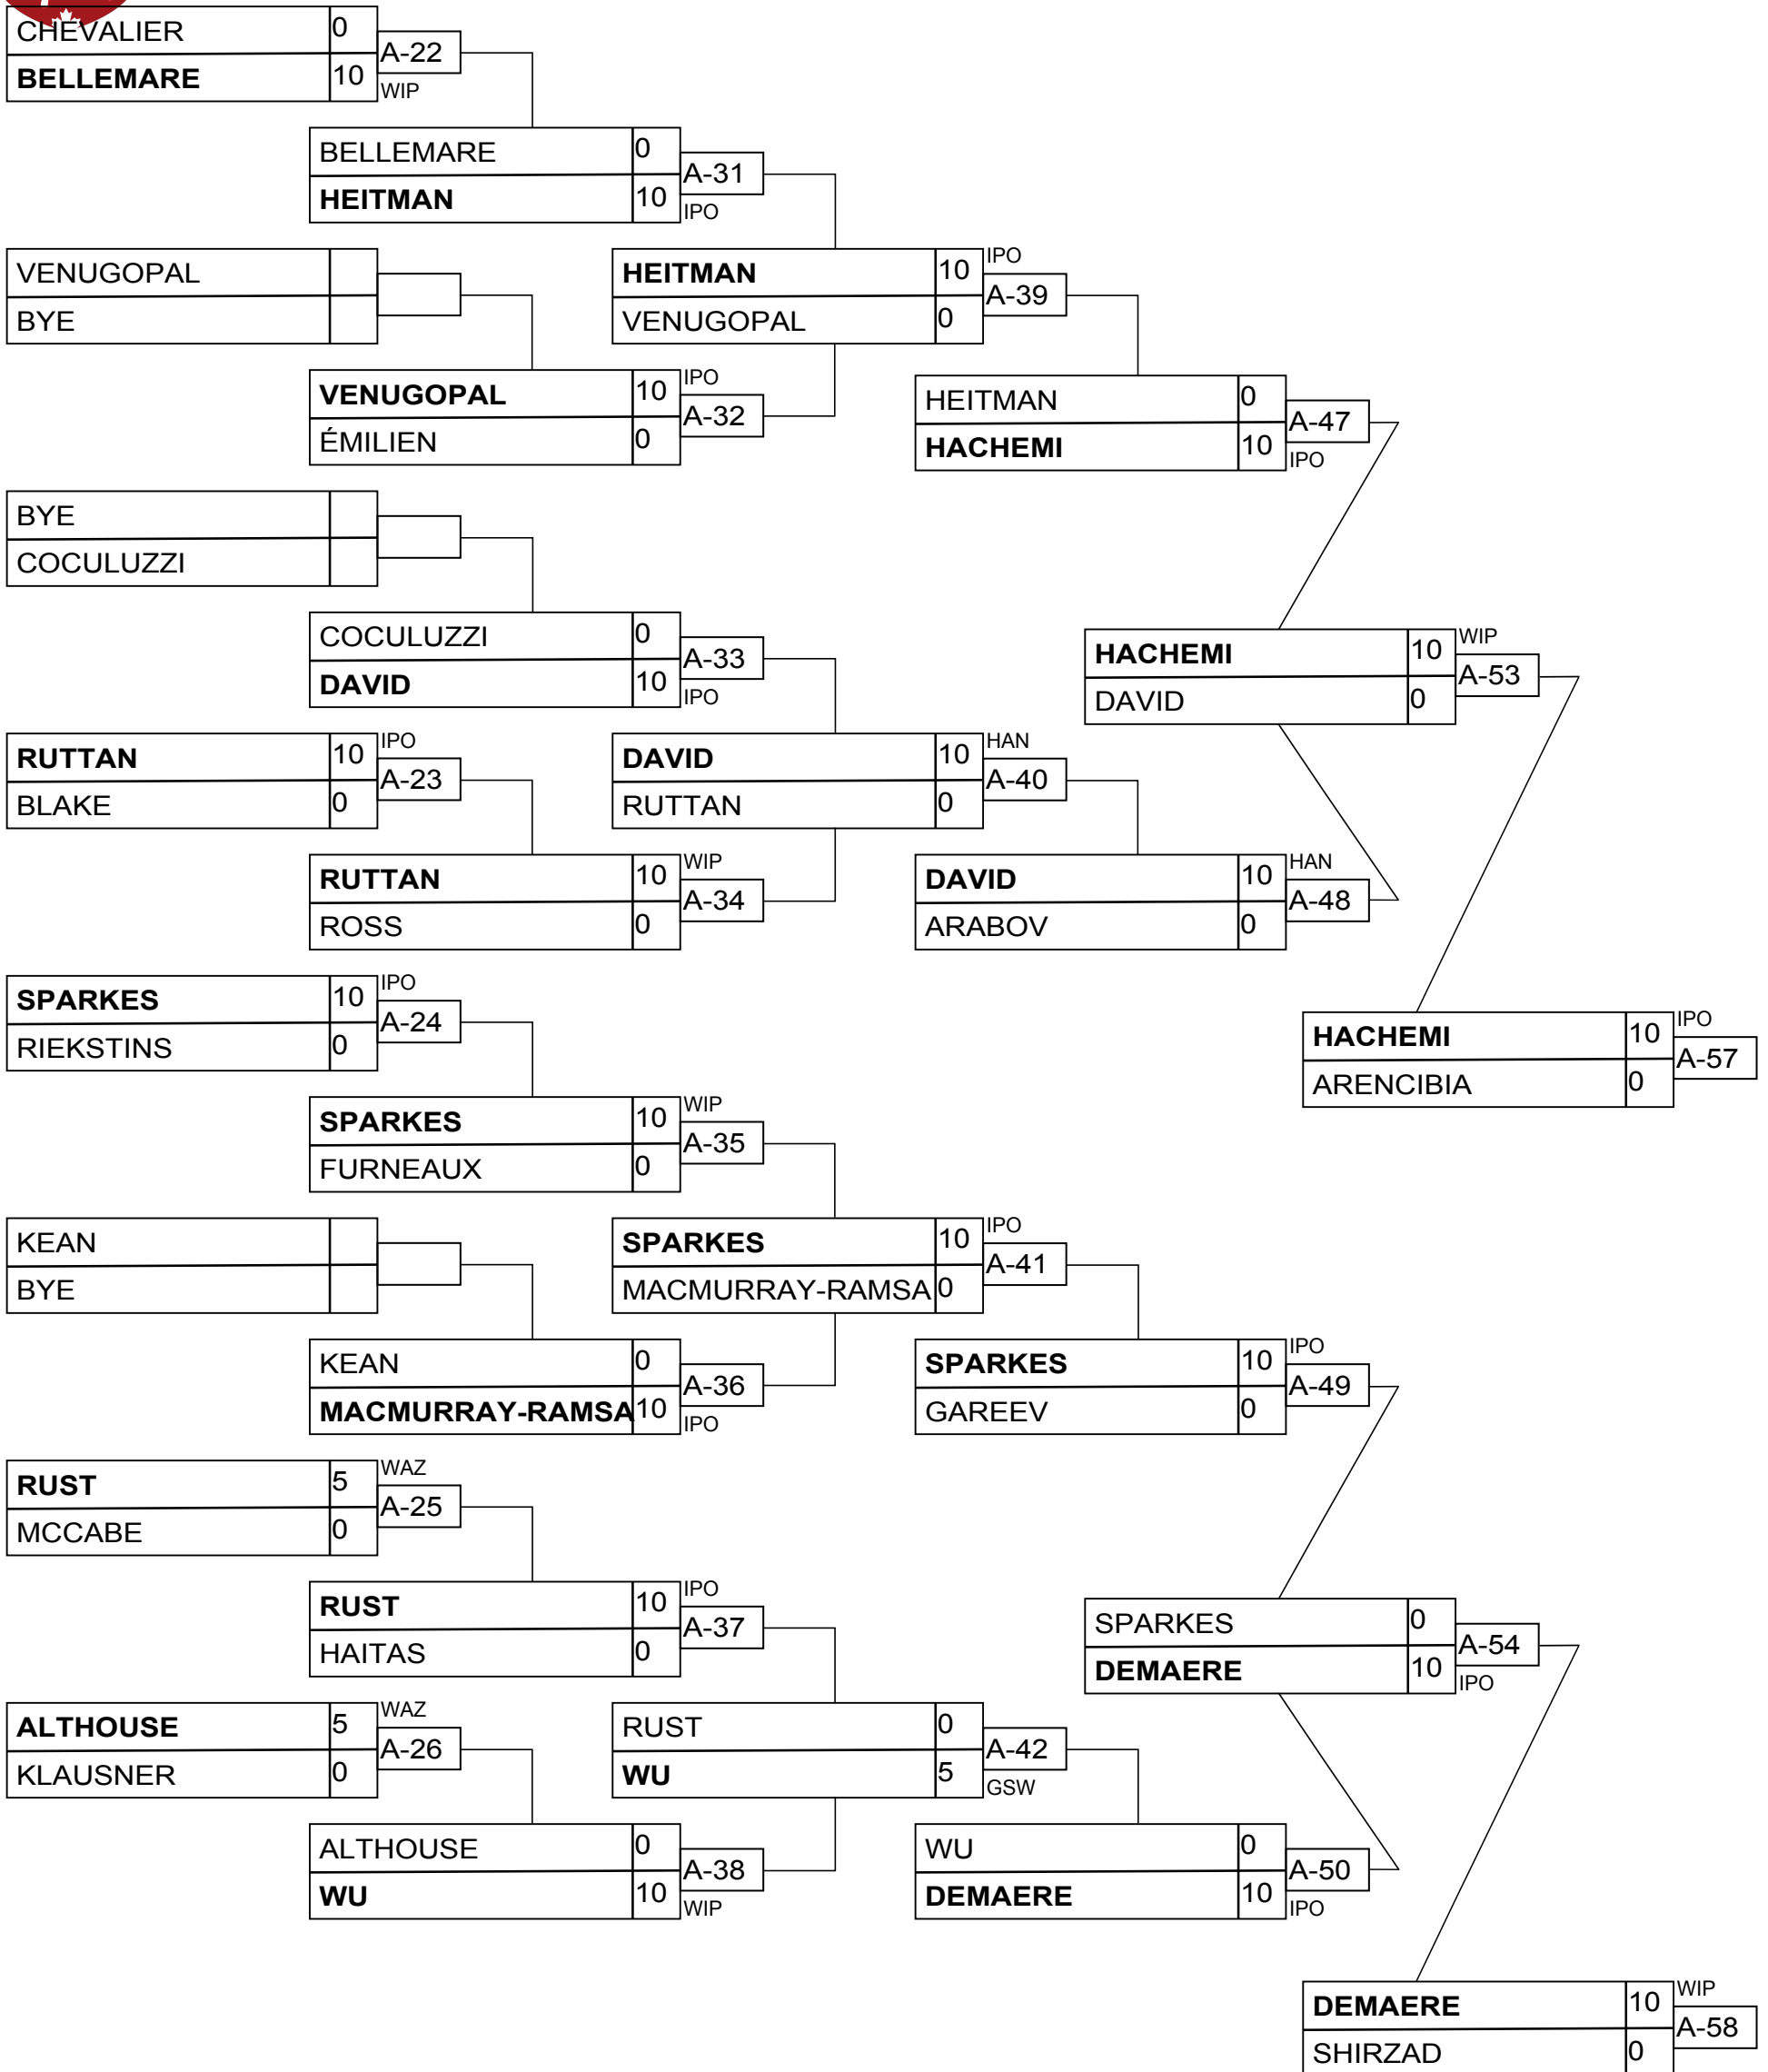 CHEVALIER 0
A-22
BELLEMARE 10
WIP
BELLEMARE 0
A-31
HEITMAN 10
IPO
VENUGOPAL
BYE
HEITMAN 10 IPO
A-39
VENUGOPAL 0
VENUGOPAL 10 IPO
A-32
ÉMILIEN 0
HEITMAN 0
A-47
HACHEMI 10
IPO
BYE
COCULUZZI
COCULUZZI 0
A-33
DAVID 10
IPO
HACHEMI 10 WIP
A-53
DAVID 0
RUTTAN 10 IPO
A-23
BLAKE 0
DAVID 10 HAN
A-40
RUTTAN 0
RUTTAN 10 WIP
A-34
ROSS 0
DAVID 10 HAN
A-48
ARABOV 0
SPARKES 10 IPO
A-24
RIEKSTINS 0
HACHEMI 10 IPO
A-57
ARENCIBIA 0
SPARKES 10 WIP
A-35
FURNEAUX 0
KEAN
BYE
SPARKES 10 IPO
A-41
MACMURRAY-RAMSA 0
KEAN 0
A-36
MACMURRAY-RAMSA 10
IPO
SPARKES 10 IPO
A-49
GAREEV 0
RUST 5 WAZ
A-25
MCCABE 0
RUST 10 IPO
A-37
HAITAS 0
SPARKES 0
A-54
DEMAERE 10
IPO
ALTHOUSE 5 WAZ
A-26
KLAUSNER 0
RUST 0
A-42
WU 5
GSW
ALTHOUSE 0
A-38
WU 10
WIP
WU 0
A-50
DEMAERE 10
IPO
DEMAERE 10 WIP
A-58
SHIRZAD 0